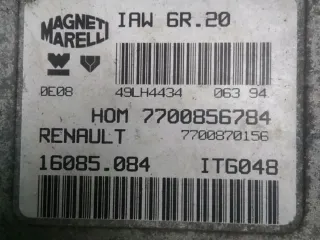 MAGNETI
MARELLI
IAW 6R.20
0E08 49LH4434 063 94
HOM 7700856784
RENAULT 7700870156
16085.084 ITG048